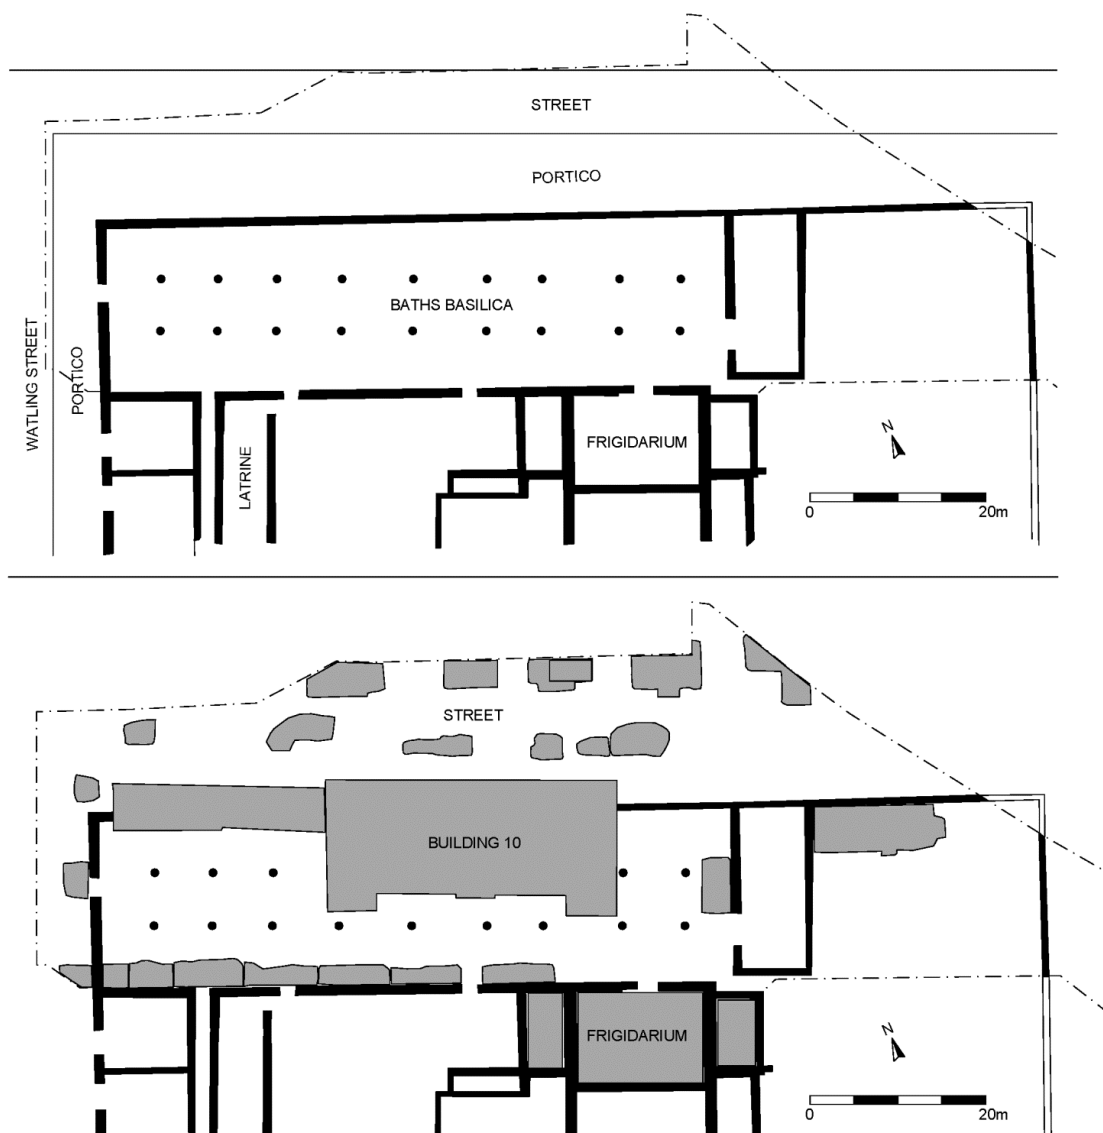 STREET
PORTICO
BATHS BASILICA
WATLING STREET
PORTICO
LATRINE
FRIGIDARIUM
N
0 20m
STREET
BUILDING 10
FRIGIDARIUM
N
0 20m